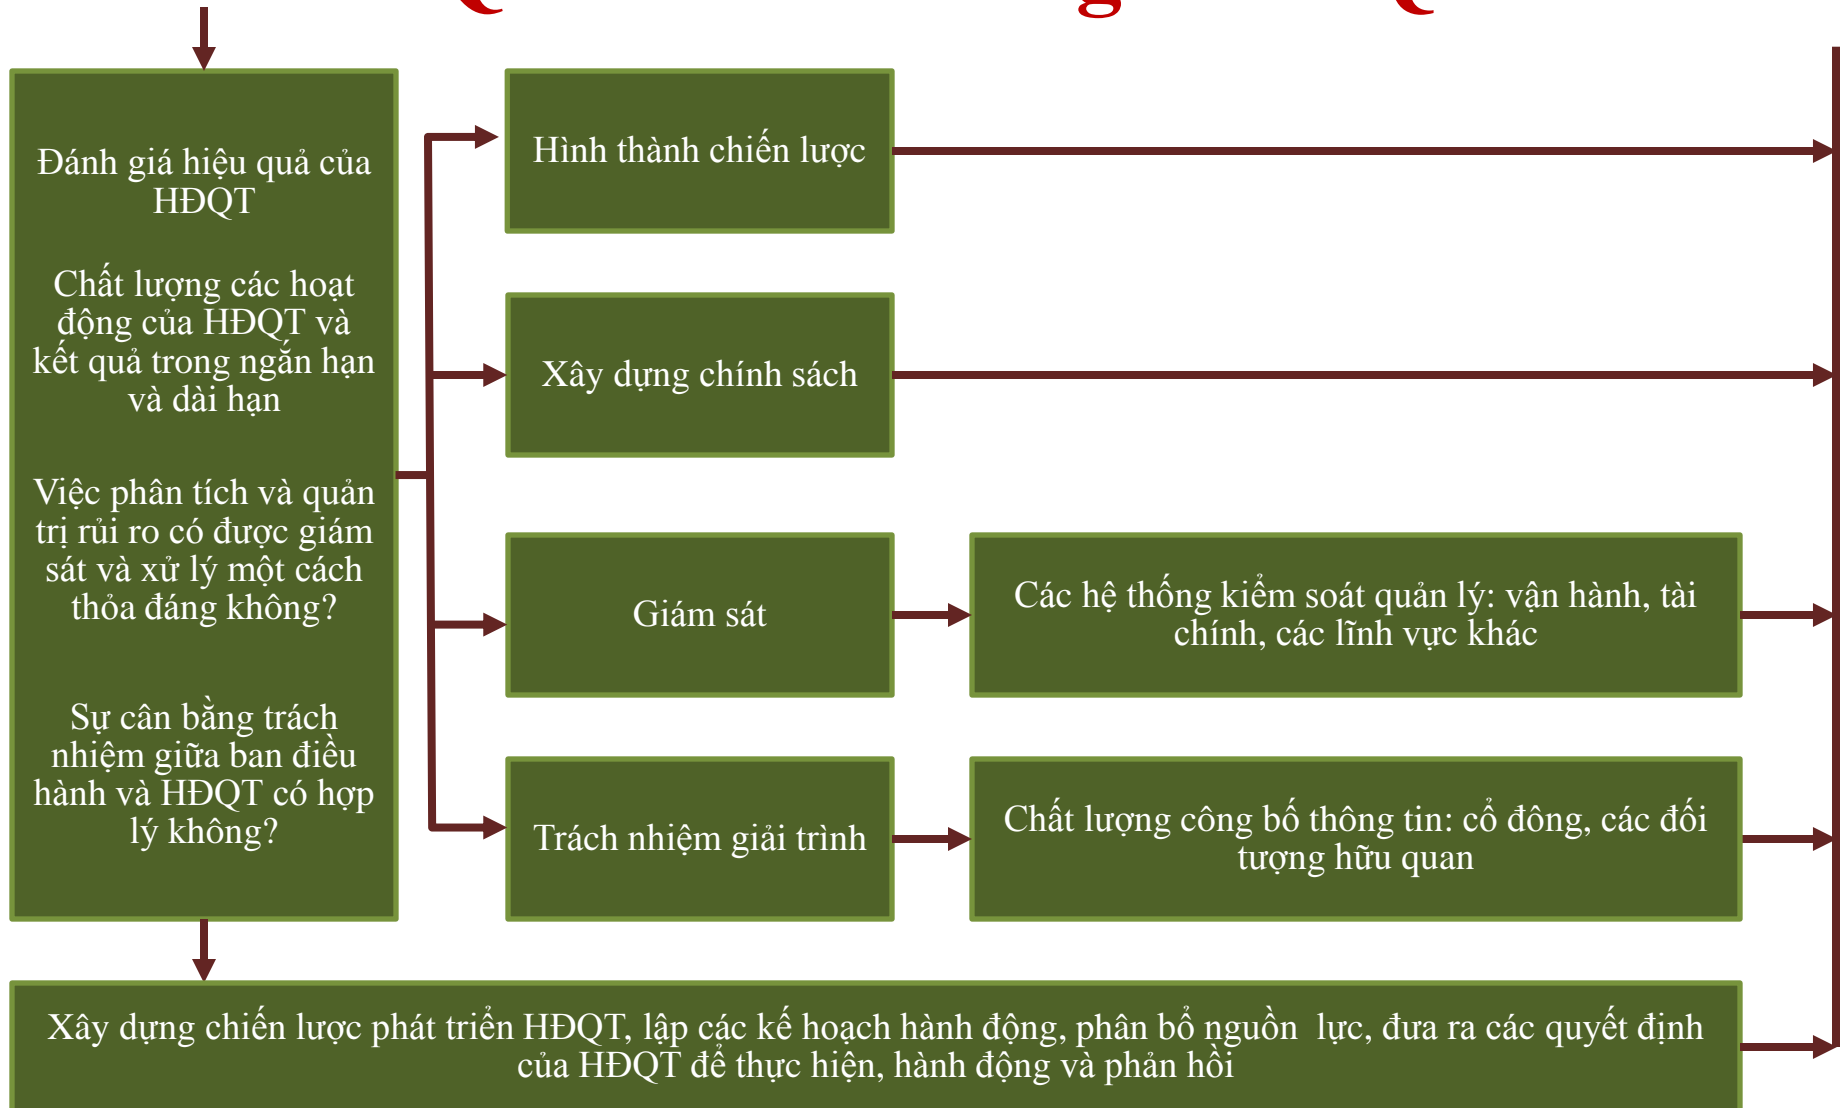 Đánh giá hiệu quả của
HĐQT
Chất lượng các hoạt
động của HĐQT và
kết quả trong ngắn hạn
và dài hạn
Việc phân tích và quản
trị rủi ro có được giám
sát và xử lý một cách
thỏa đáng không?
Sự cân bằng trách
nhiệm giữa ban điều
hành và HĐQT có hợp
lý không?
Hình thành chiến lược
Xây dựng chính sách
Giám sát
Các hệ thống kiểm soát quản lý: vận hành, tài
chính, các lĩnh vực khác
Trách nhiệm giải trình
Chất lượng công bố thông tin: cổ đông, các đối
tượng hữu quan
Xây dựng chiến lược phát triển HĐQT, lập các kế hoạch hành động, phân bổ nguồn  lực, đưa ra các quyết định
của HĐQT để thực hiện, hành động và phản hồi